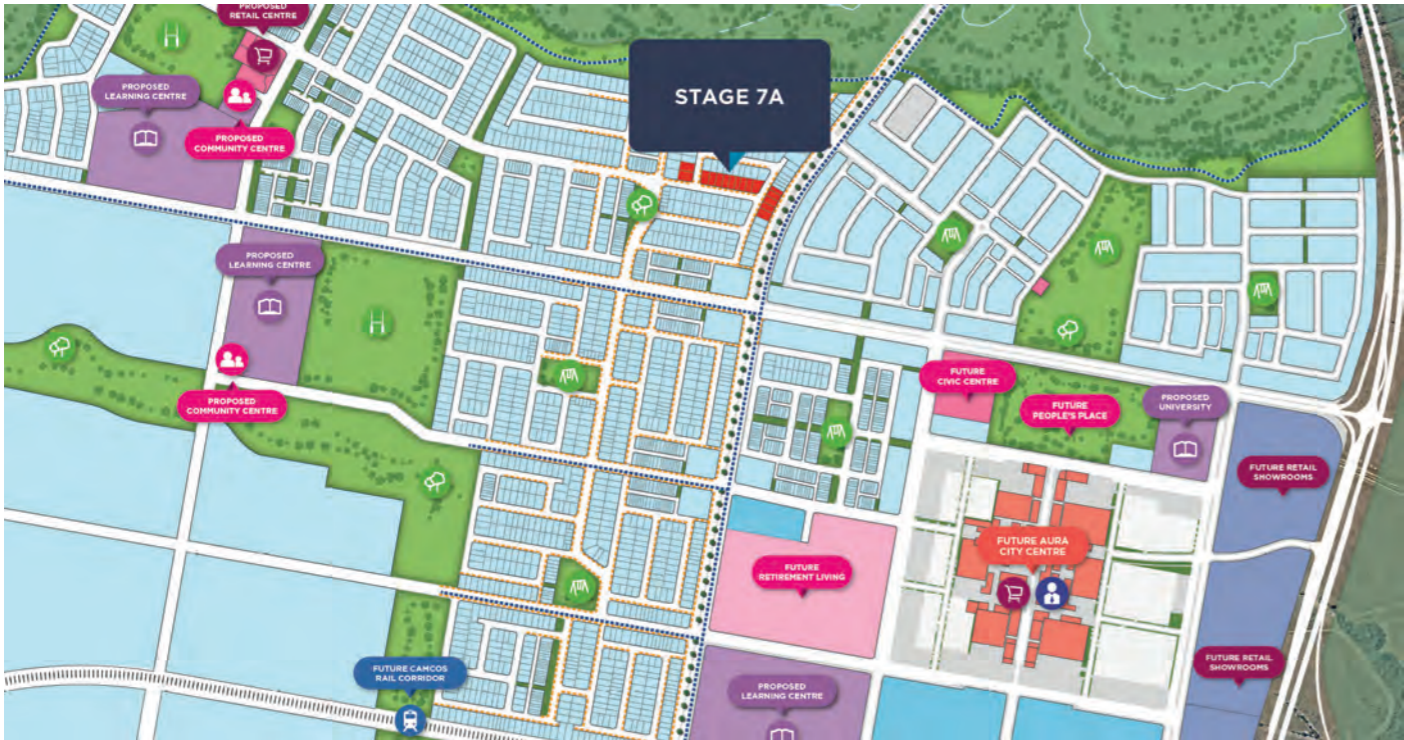 PROPOSED
RETAIL CENTRE
STAGE 7A
PROPOSED
LEARNING CENTRE
PROPOSED
COMMUNITY CENTRE
PROPOSED
LEARNING CENTRE
PROPOSED
COMMUNITY CENTRE
FUTURE
CIVIC CENTRE
FUTURE
PEOPLE'S PLACE
PROPOSED
UNIVERSITY
FUTURE RETAIL
SHOWROOMS
FUTURE AURA
CITY CENTRE
FUTURE
RETIREMENT LIVING
FUTURE RETAIL
SHOWROOMS
FUTURE CAMCOS
RAIL CORRIDOR
PROPOSED
LEARNING CENTRE